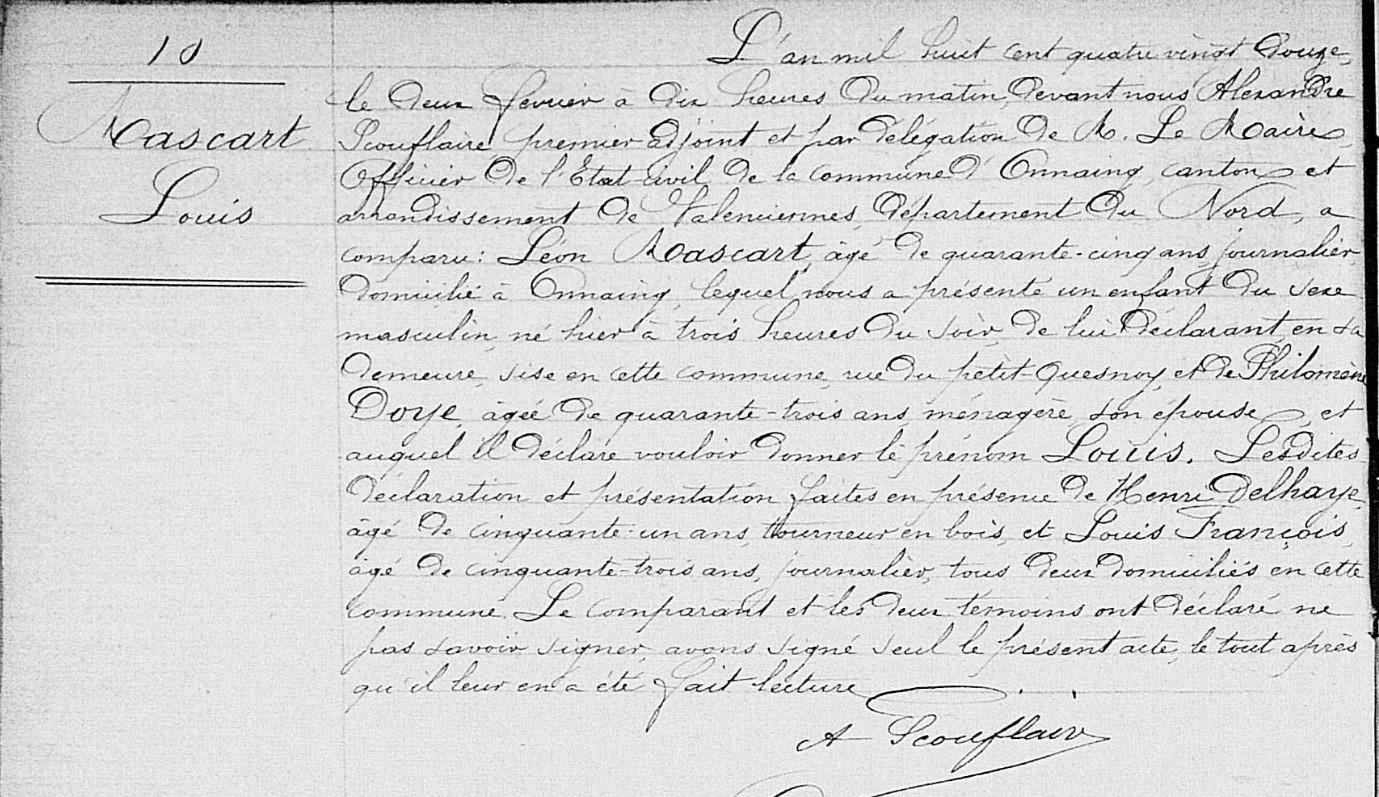 10
Mascart
Louis
L'an mil huit cent quatre vingt douze,
le deux février à dix heures du matin, devant nous Alexandre
Scouflaire premier adjoint et par délégation de M. Le Maire,
Officier de l'Etat-civil de la commune d'Onnaing, canton et
arrondissement de Valenciennes, département du Nord, a
comparu: Léon Mascart, âgé de quarante-cinq ans, journalier
domicilié à Onnaing, lequel nous a présenté un enfant du sexe
masculin, né hier à trois heures du soir, de lui déclarant, en sa
demeure, sise en cette commune, rue du petit-Quesnoy, et de Philomène
Doye, âgée de quarante-trois ans, ménagère, son épouse, et
auquel il déclare vouloir donner le prénom Louis. Lesdites
déclaration et présentation faites en présence de Henri Delhaye,
âgé de cinquante-un ans, tourneur en bois, et Louis François,
âgé de cinquante-trois ans, journalier, tous deux domiciliés en cette
commune. Le comparant et les deux témoins ont déclaré ne
pas savoir signer, avons signé seul le présent acte, le tout après
qu'il leur en a été fait lecture
A Scouflaire